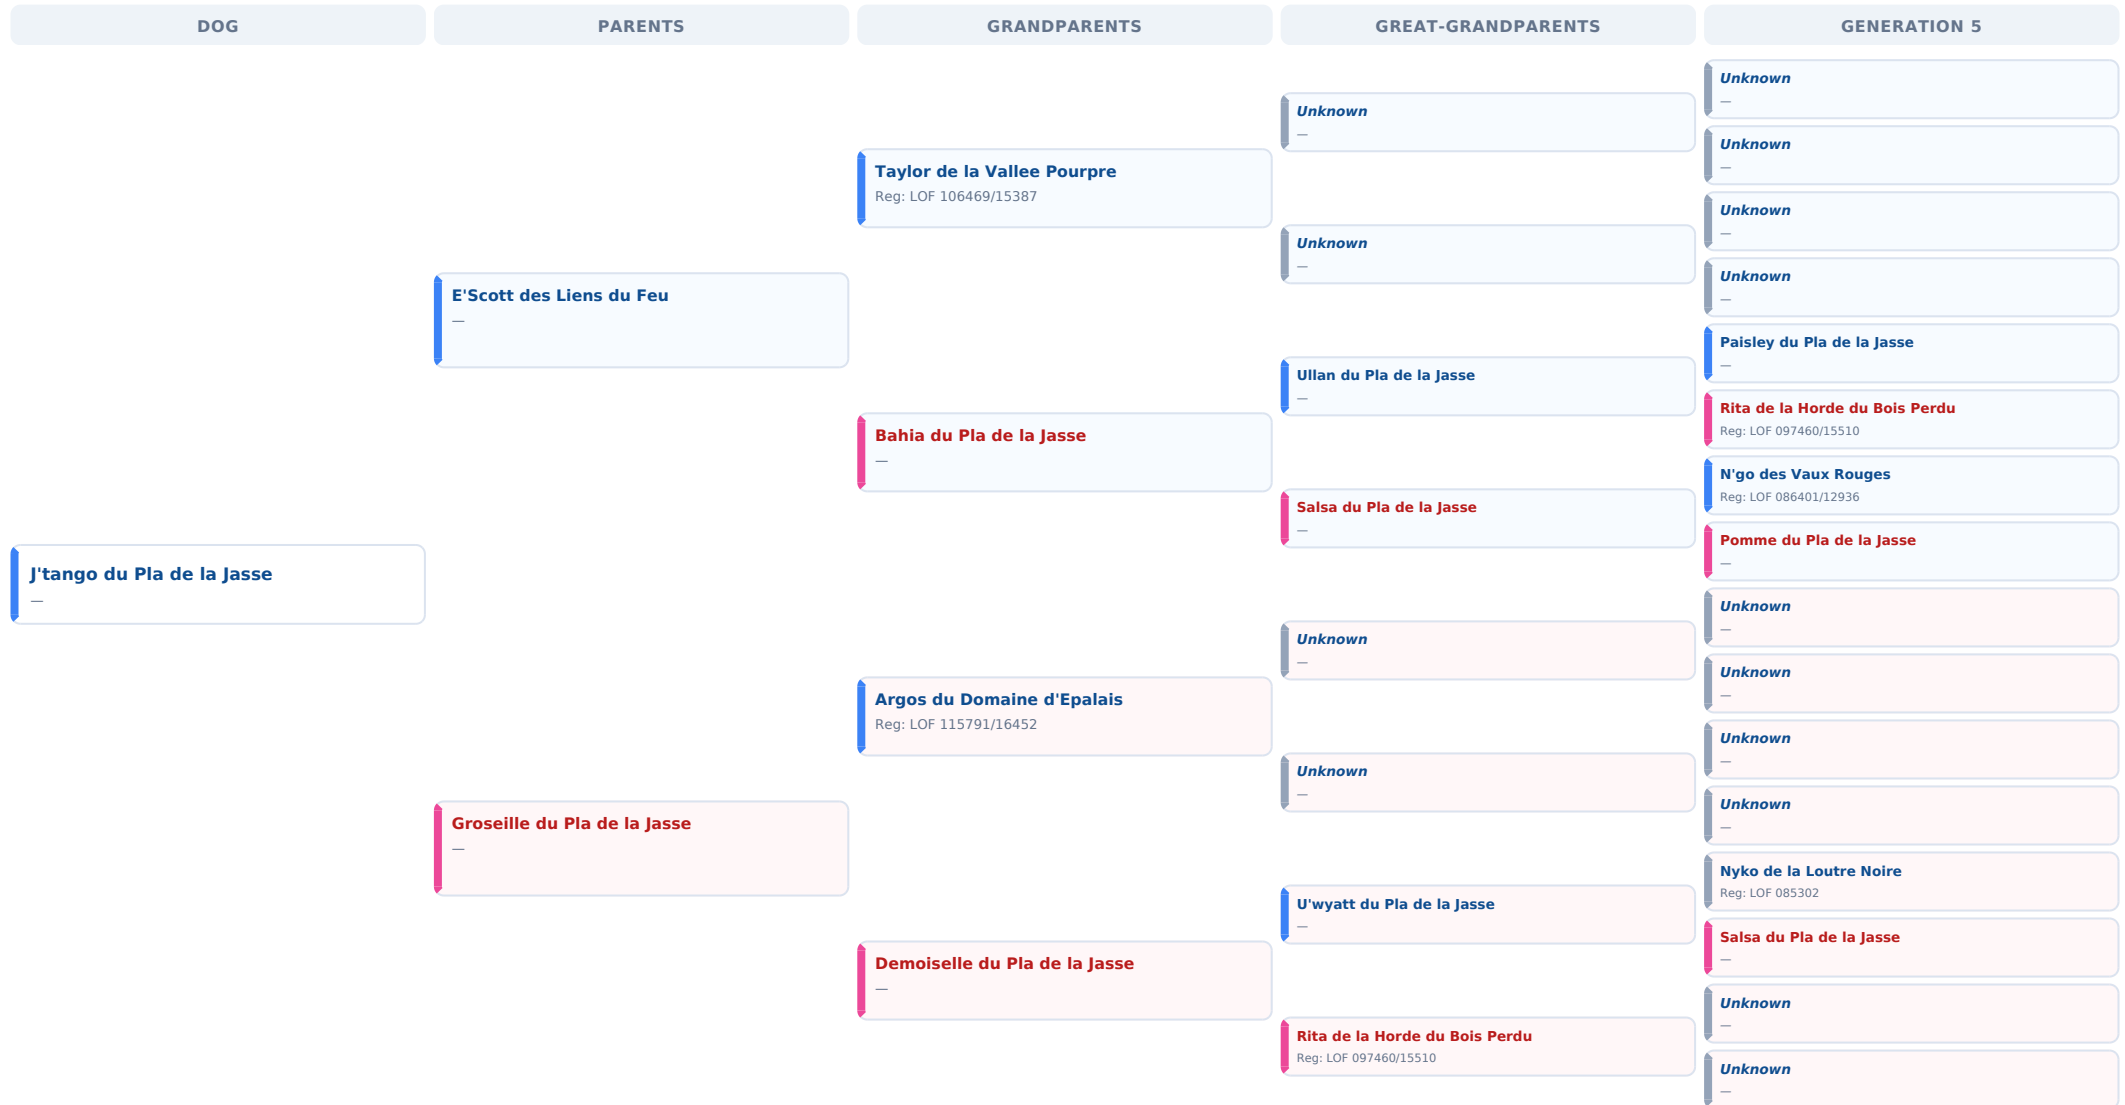 DOG
PARENTS
GRANDPARENTS
GREAT-GRANDPARENTS
GENERATION 5
J'tango du Pla de la Jasse
—
E'Scott des Liens du Feu
—
Groseille du Pla de la Jasse
—
Taylor de la Vallee Pourpre
Reg: LOF 106469/15387
Bahia du Pla de la Jasse
—
Argos du Domaine d'Epalais
Reg: LOF 115791/16452
Demoiselle du Pla de la Jasse
—
Unknown
—
Unknown
—
Ullan du Pla de la Jasse
—
Salsa du Pla de la Jasse
—
Unknown
—
Unknown
—
U'wyatt du Pla de la Jasse
—
Rita de la Horde du Bois Perdu
Reg: LOF 097460/15510
Unknown
—
Unknown
—
Unknown
—
Unknown
—
Paisley du Pla de la Jasse
—
Rita de la Horde du Bois Perdu
Reg: LOF 097460/15510
N'go des Vaux Rouges
Reg: LOF 086401/12936
Pomme du Pla de la Jasse
—
Unknown
—
Unknown
—
Unknown
—
Unknown
—
Nyko de la Loutre Noire
Reg: LOF 085302
Salsa du Pla de la Jasse
—
Unknown
—
Unknown
—